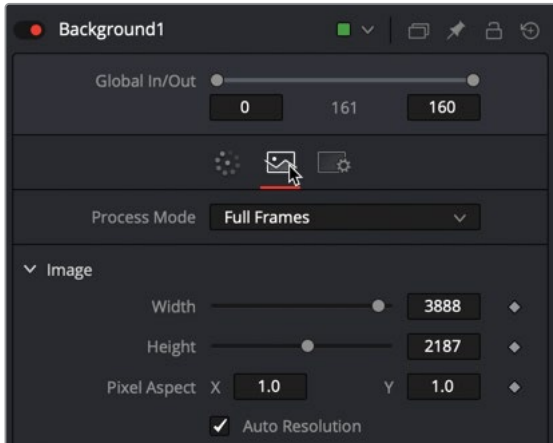 Background1
Global In/Out
0 161 160
Process Mode Full Frames
Image
Width 3888
Height 2187
Pixel Aspect X 1.0 Y 1.0
Auto Resolution